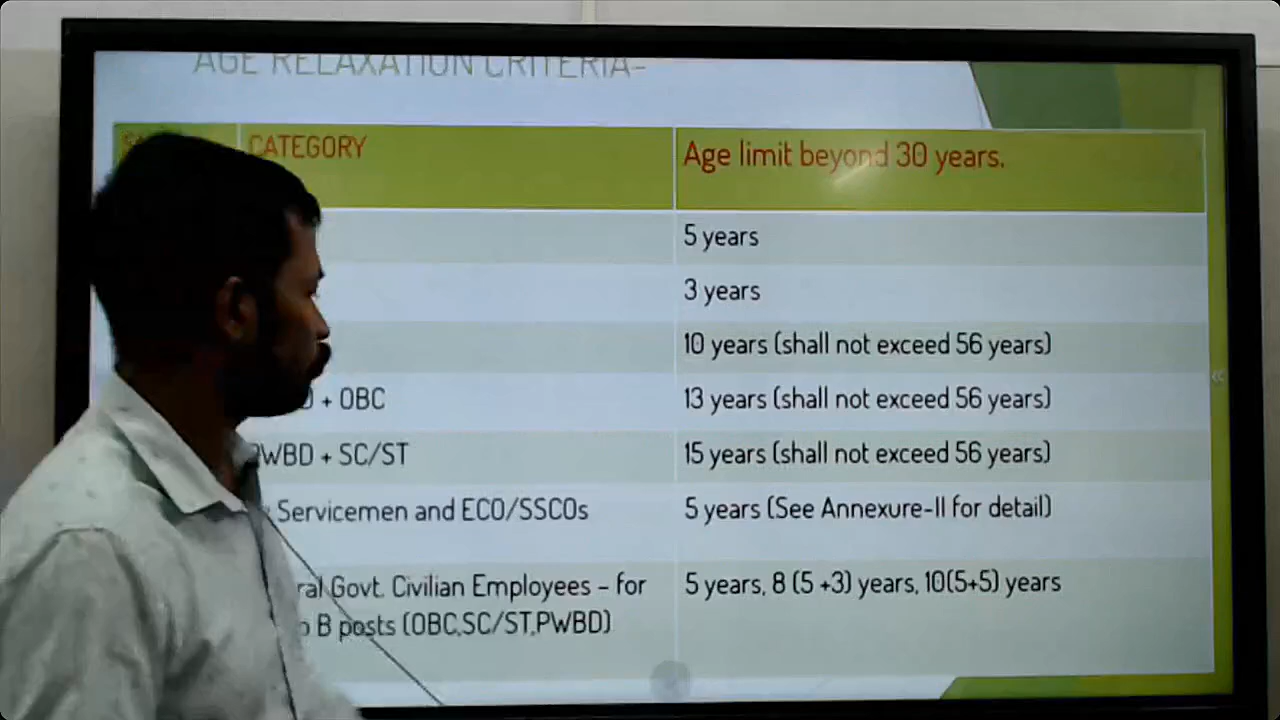 AGE RELAXATION CRITERIA-
CATEGORY
Age limit beyond 30 years.
5 years
3 years
10 years (shall not exceed 56 years)
+ OBC
13 years (shall not exceed 56 years)
PWBD + SC/ST
15 years (shall not exceed 56 years)
Servicemen and ECO/SSCOs
5 years (See Annexure-II for detail)
Govt. Civilian Employees - for
5 years, 8 (5 +3) years, 10(5+5) years
B posts (OBC,SC/ST,PWBD)